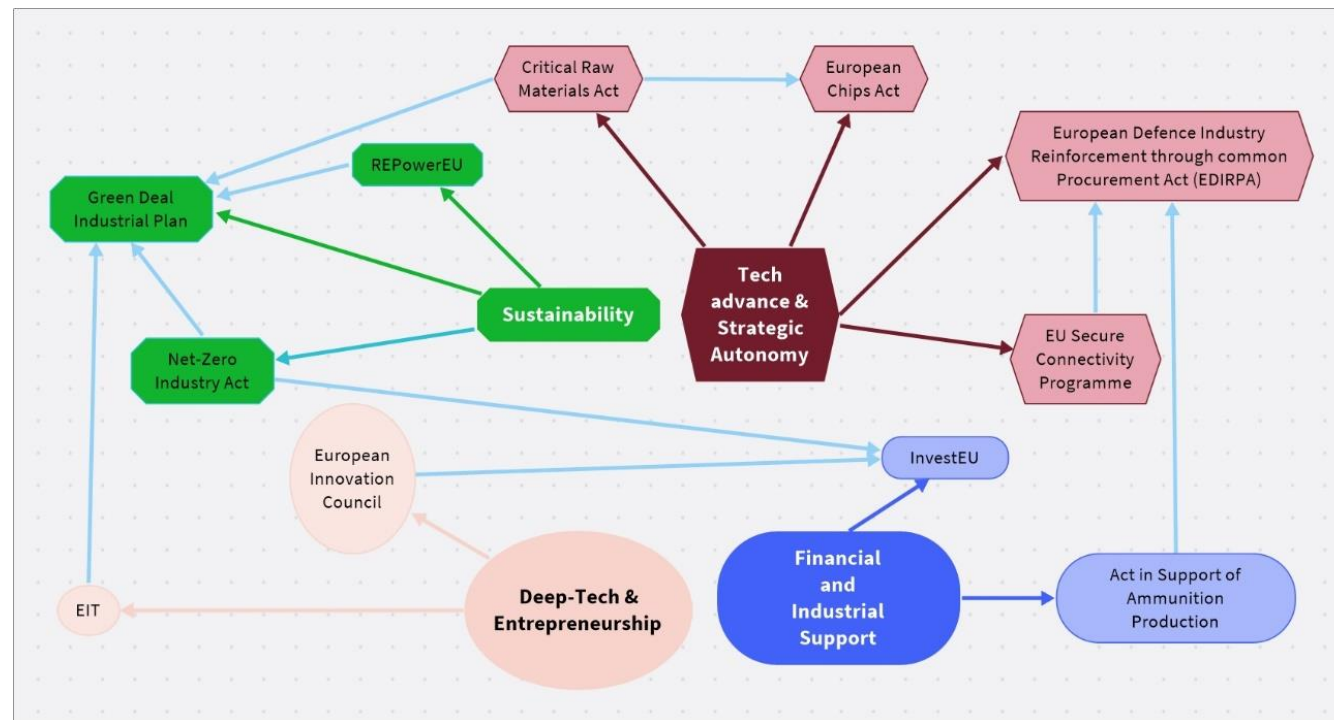 Critical Raw
Materials Act
European
Chips Act
European Defence Industry
Reinforcement through common
Procurement Act (EDIRPA)
REPowerEU
Green Deal
Industrial Plan
Sustainability
Tech
advance &
Strategic
Autonomy
EU Secure
Connectivity
Programme
Net-Zero
Industry Act
European
Innovation
Council
InvestEU
Financial
and
Industrial
Support
Act in Support of
Ammunition
Production
Deep-Tech &
Entrepreneurship
EIT